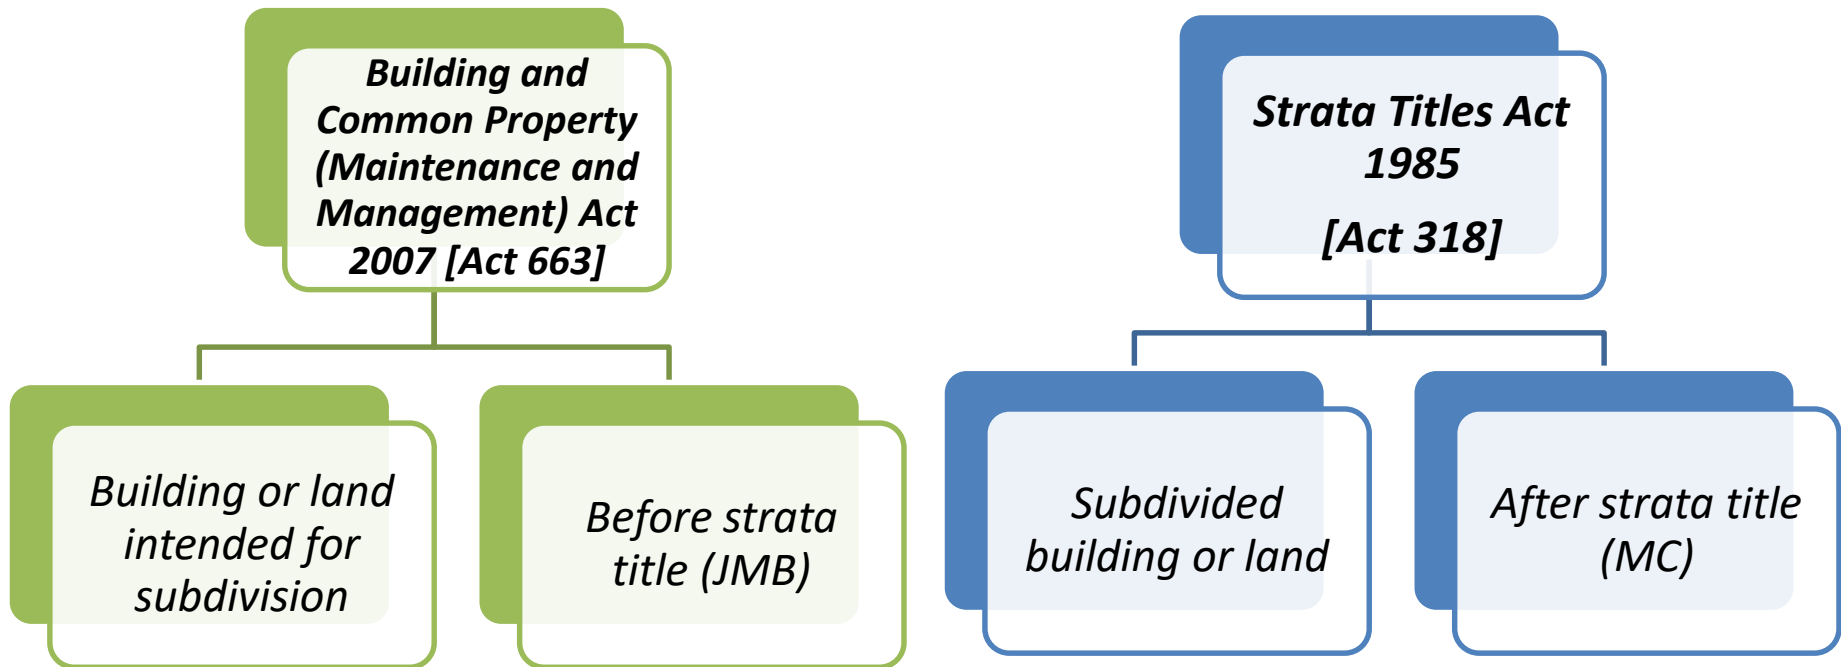 Building and
Common Property
(Maintenance and
Management) Act
2007 [Act 663]
Building or land
intended for
subdivision
Before strata
title (JMB)
Strata Titles Act
1985
[Act 318]
Subdivided
building or land
After strata title
(MC)